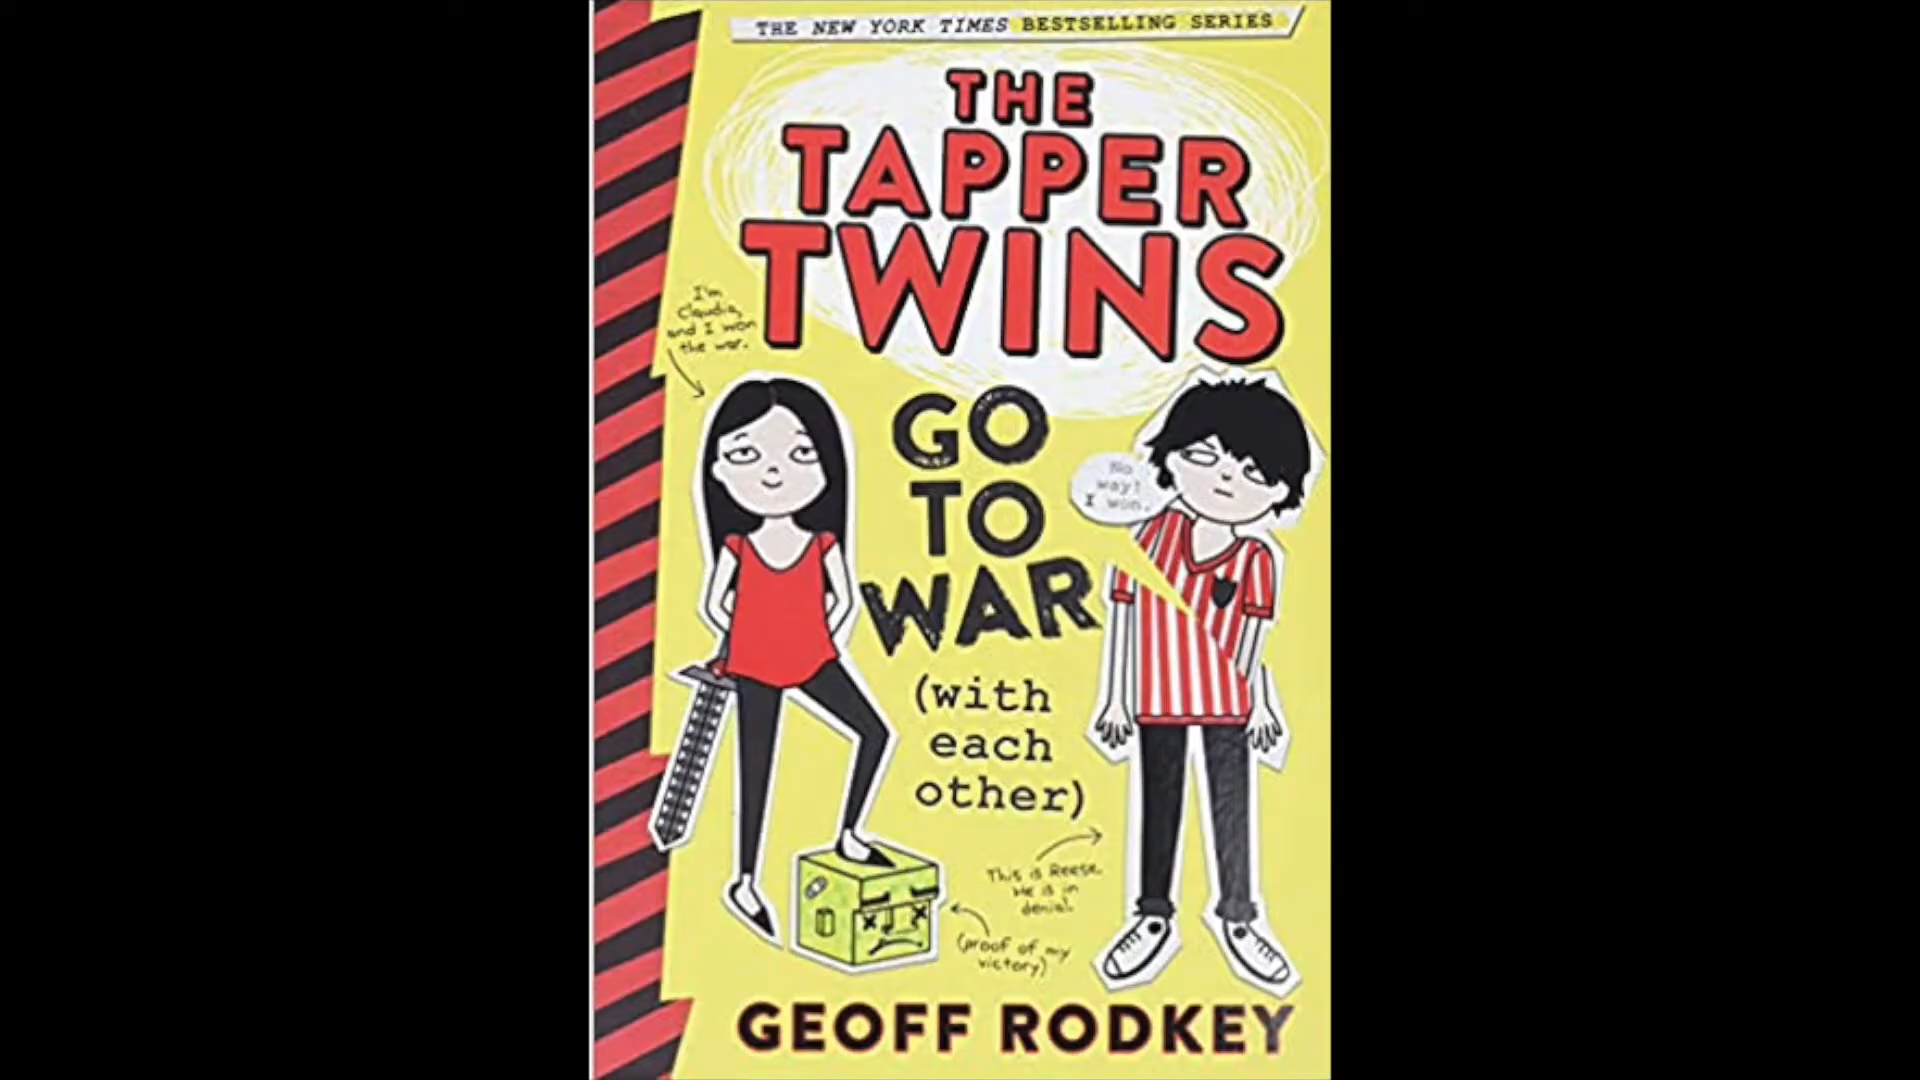 THE NEW YORK TIMES BESTSELLING SERIES
THE
TAPPER
TWINS
I'm
Claudia,
and I won
the war.
GO
TO
WAR
No
way!
I won.
(with
each
other)
This is Reese.
He is in
denial.
(proof of my
victory)
GEOFF RODKEY